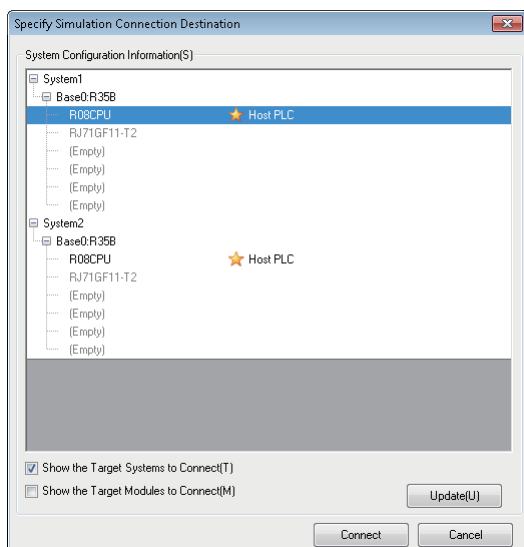 Specify Simulation Connection Destination
System Configuration Information(S)
System1
Base0:R35B
R08CPU Host PLC
RJ71GF11-T2
(Empty)
(Empty)
(Empty)
(Empty)
System2
Base0:R35B
R08CPU Host PLC
RJ71GF11-T2
(Empty)
(Empty)
(Empty)
(Empty)
Show the Target Systems to Connect(T)
Show the Target Modules to Connect(M)
Update(U)
Connect Cancel